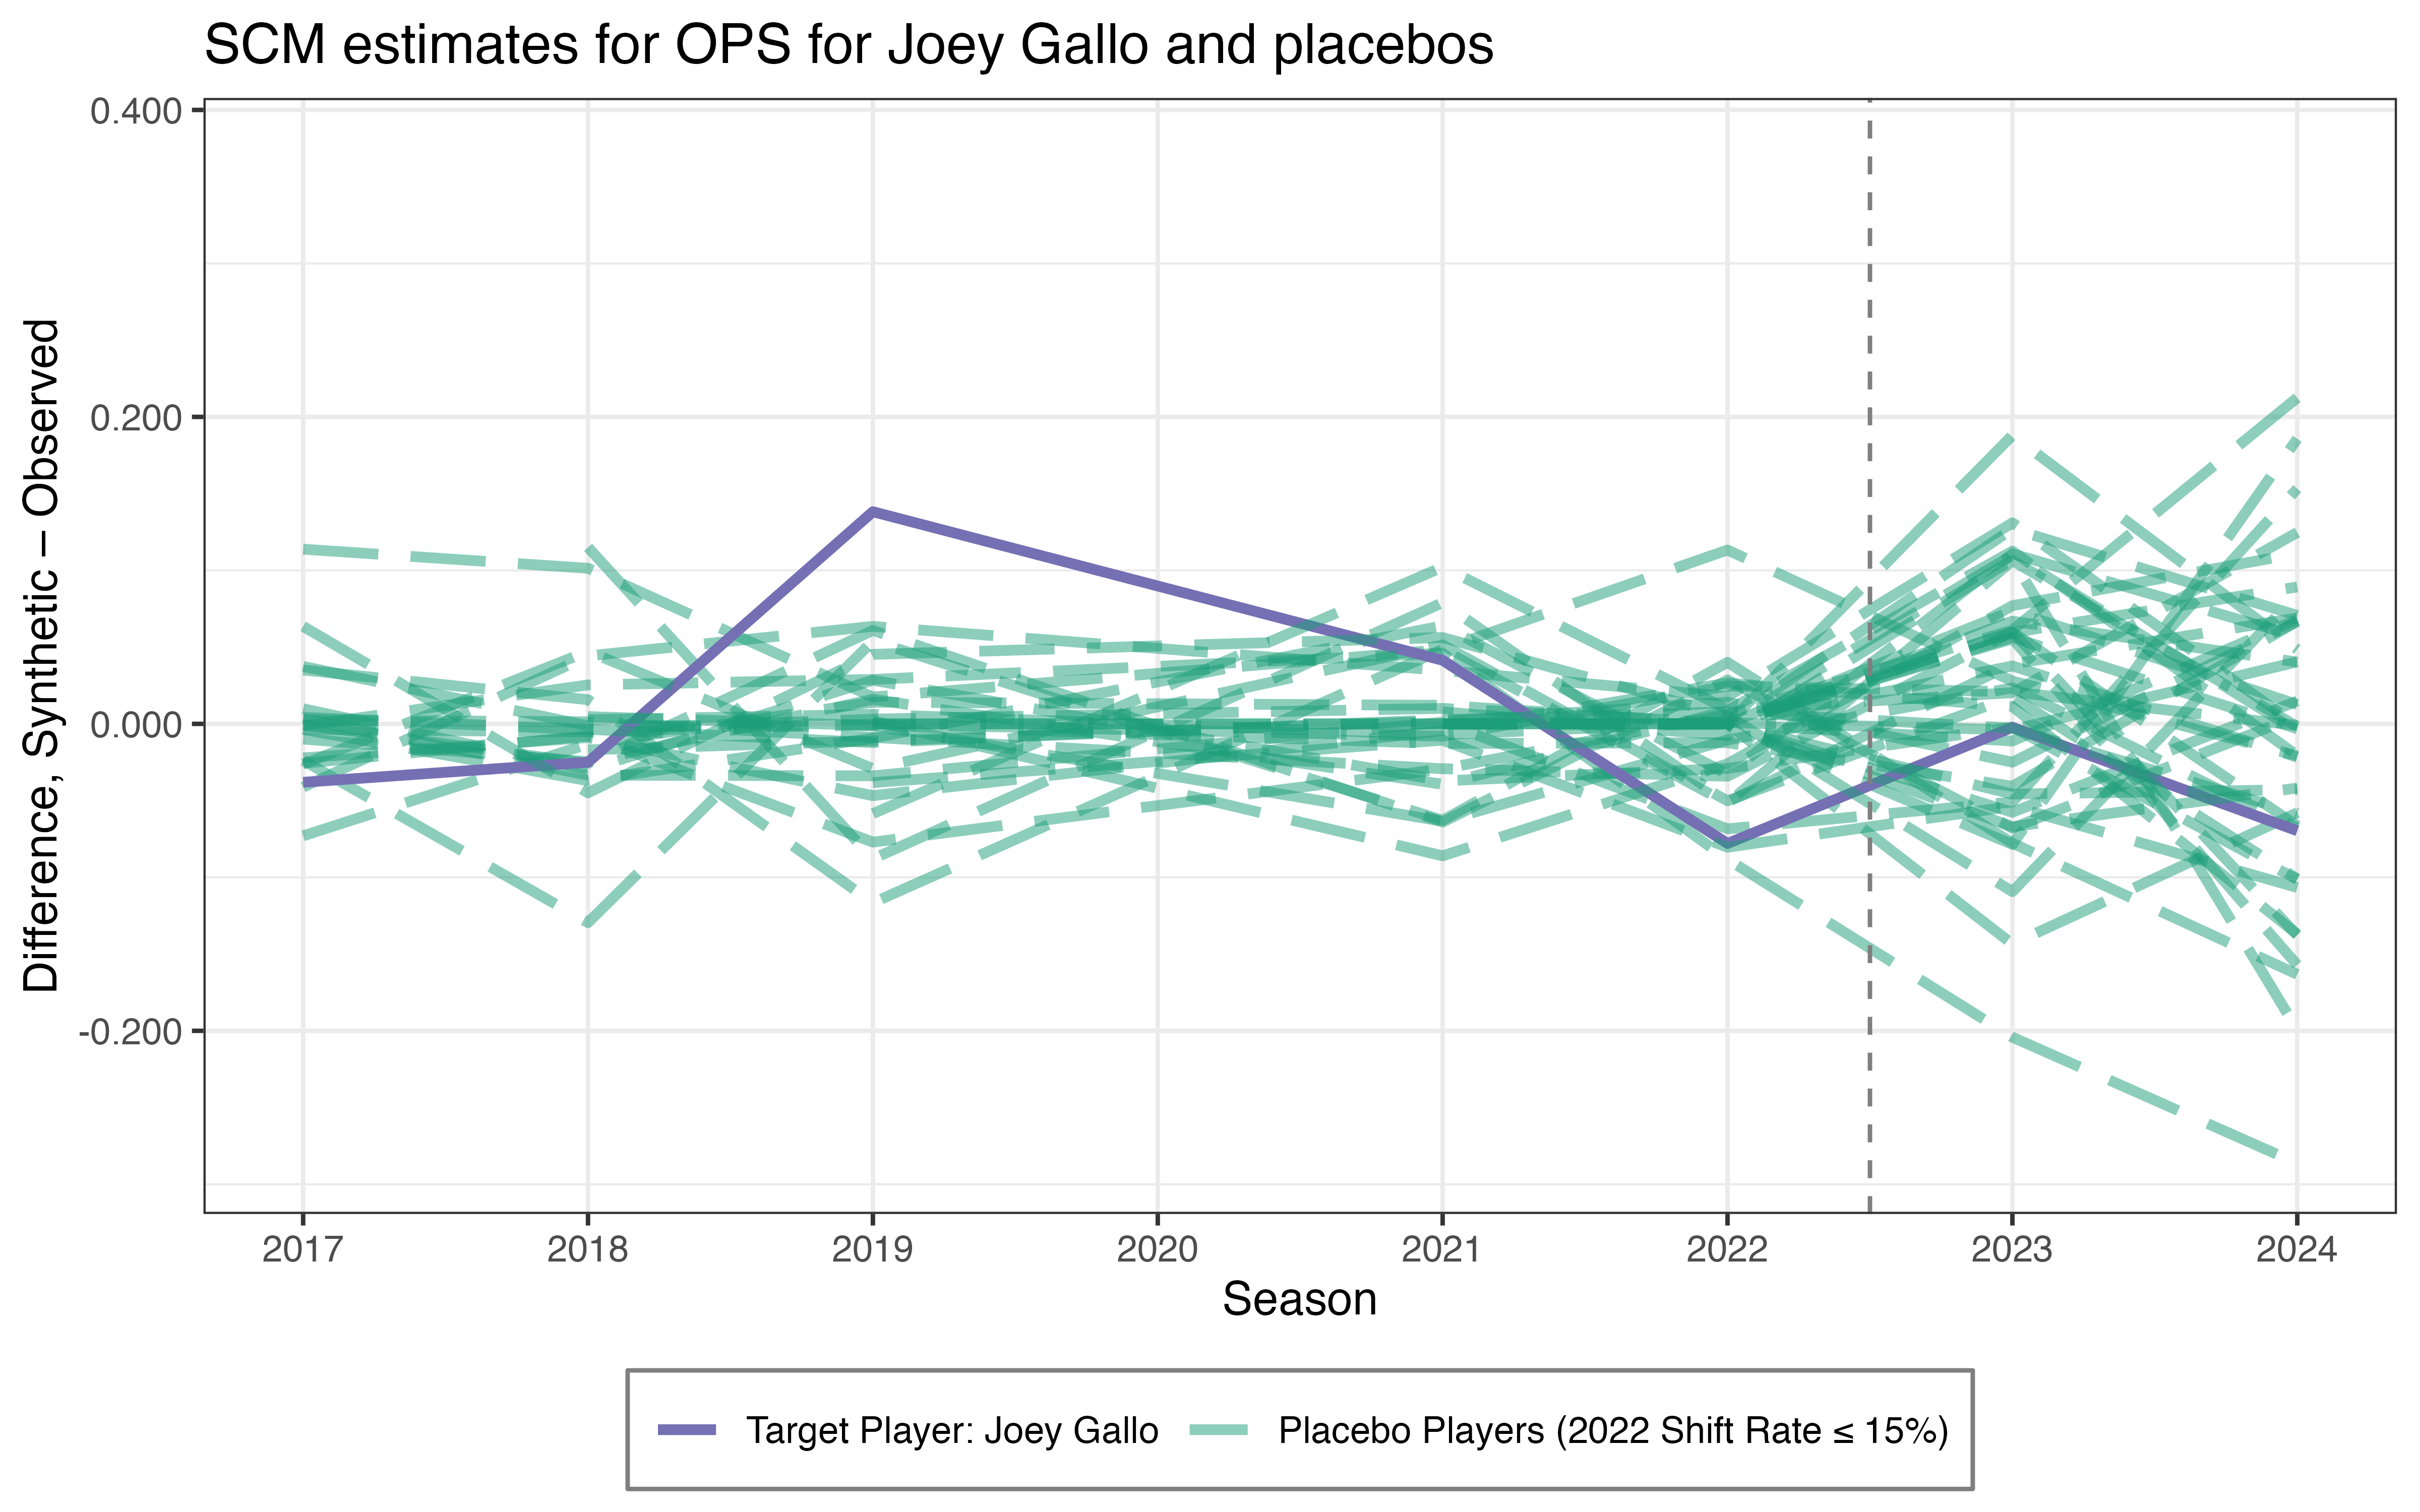 SCM estimates for OPS for Joey Gallo and placebos
Difference, Synthetic − Observed
0.400
0.200
0.000
-0.200
2017 2018 2019 2020 2021 2022 2023 2024
Season
Target Player: Joey Gallo Placebo Players (2022 Shift Rate ≤ 15%)